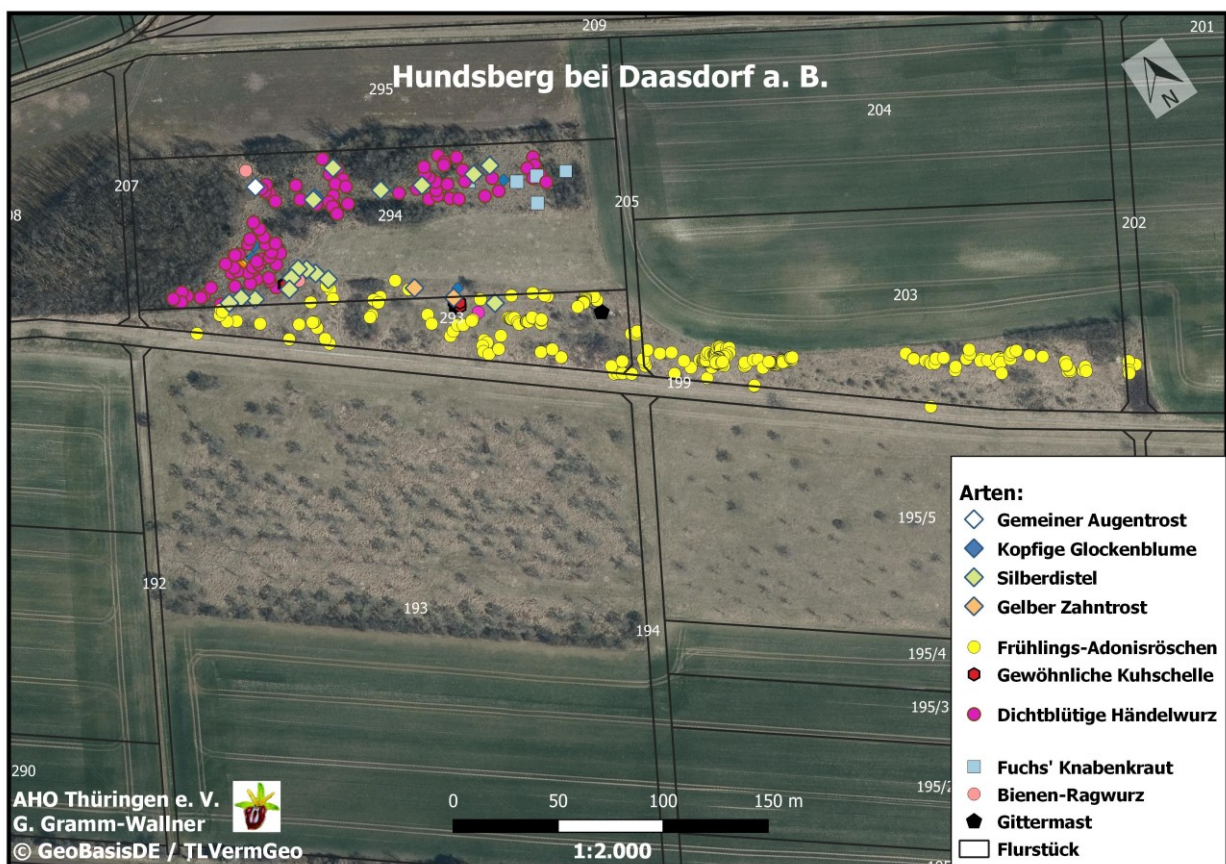 209
201
Hundsberg bei Daasdorf a. B.
295
204
N
207
08
294
205
202
203
293
199
195/5
192
193
194
195/4
195/3
195/2
290
Arten:
Gemeiner Augentrost
Kopfige Glockenblume
Silberdistel
Gelber Zahntrost
Frühlings-Adonisröschen
Gewöhnliche Kuhschelle
Dichtblütige Händelwurz
Fuchs' Knabenkraut
Bienen-Ragwurz
Gittermast
Flurstück
AHO Thüringen e. V.
G. Gramm-Wallner
© GeoBasisDE / TLVermGeo
0 50 100 150 m
1:2.000